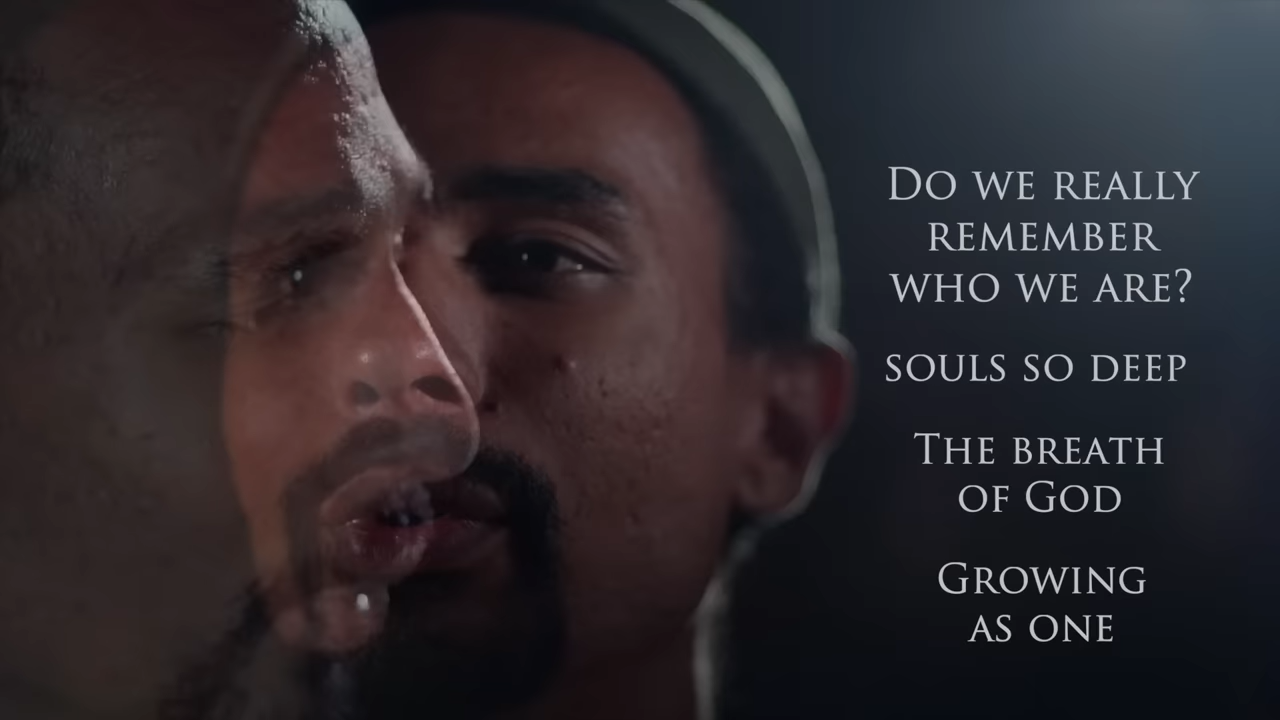 Do we really
remember
who we are?
souls so deep
The breath
of God
Growing
as one